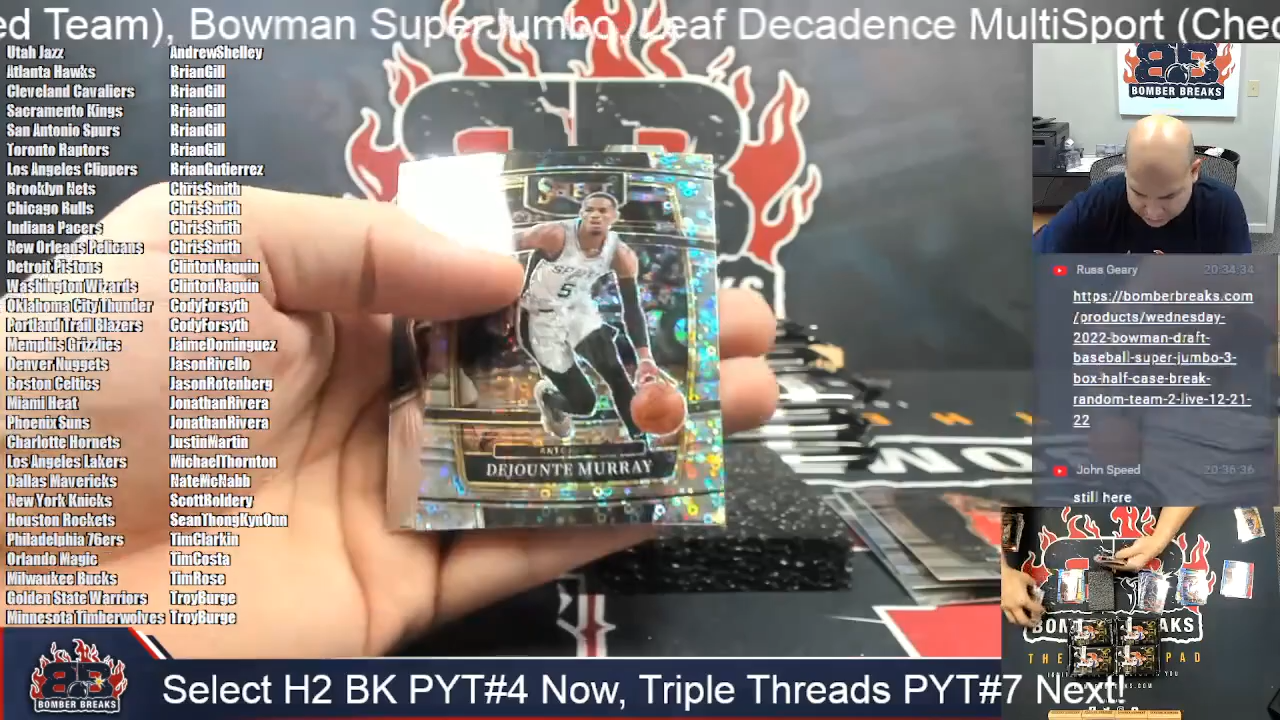 ed Team), Bowman SuperJumbo, Leaf Decadence MultiSport (Chec
Utah Jazz AndrewShelley
Atlanta Hawks BrianGill
Cleveland Cavaliers BrianGill
Sacramento Kings BrianGill
San Antonio Spurs BrianGill
Toronto Raptors BrianGill
Los Angeles Clippers BrianGutierrez
Brooklyn Nets ChrisSmith
Chicago Bulls ChrisSmith
Indiana Pacers ChrisSmith
New Orleans Pelicans ChrisSmith
Detroit Pistons ClintonNaquin
Washington Wizards ClintonNaquin
Oklahoma City Thunder CodyForsyth
Portland Trail Blazers CodyForsyth
Memphis Grizzlies JaimeDominguez
Denver Nuggets JasonRivello
Boston Celtics JasonRotenberg
Miami Heat JonathanRivera
Phoenix Suns JonathanRivera
Charlotte Hornets JustinMartin
Los Angeles Lakers MichaelThornton
Dallas Mavericks NateMcNabb
New York Knicks ScottBoldery
Houston Rockets SeanThongKynOnn
Philadelphia 76ers TimClarkin
Orlando Magic TimCosta
Milwaukee Bucks TimRose
Golden State Warriors TroyBurge
Minnesota Timberwolves TroyBurge
SELECT
5
DEJOUNTE MURRAY
BOMBER BREAKS
Russ Geary 20:34:34
https://bomberbreaks.com
/products/wednesday-
2022-bowman-draft-
baseball-super-jumbo-3-
box-half-case-break-
random-team-2-live-12-21-
22
John Speed 20:36:36
still here
BOMBER BREAKS
THE PAD
BOMBER BREAKS
Select H2 BK PYT#4 Now, Triple Threads PYT#7 Next!